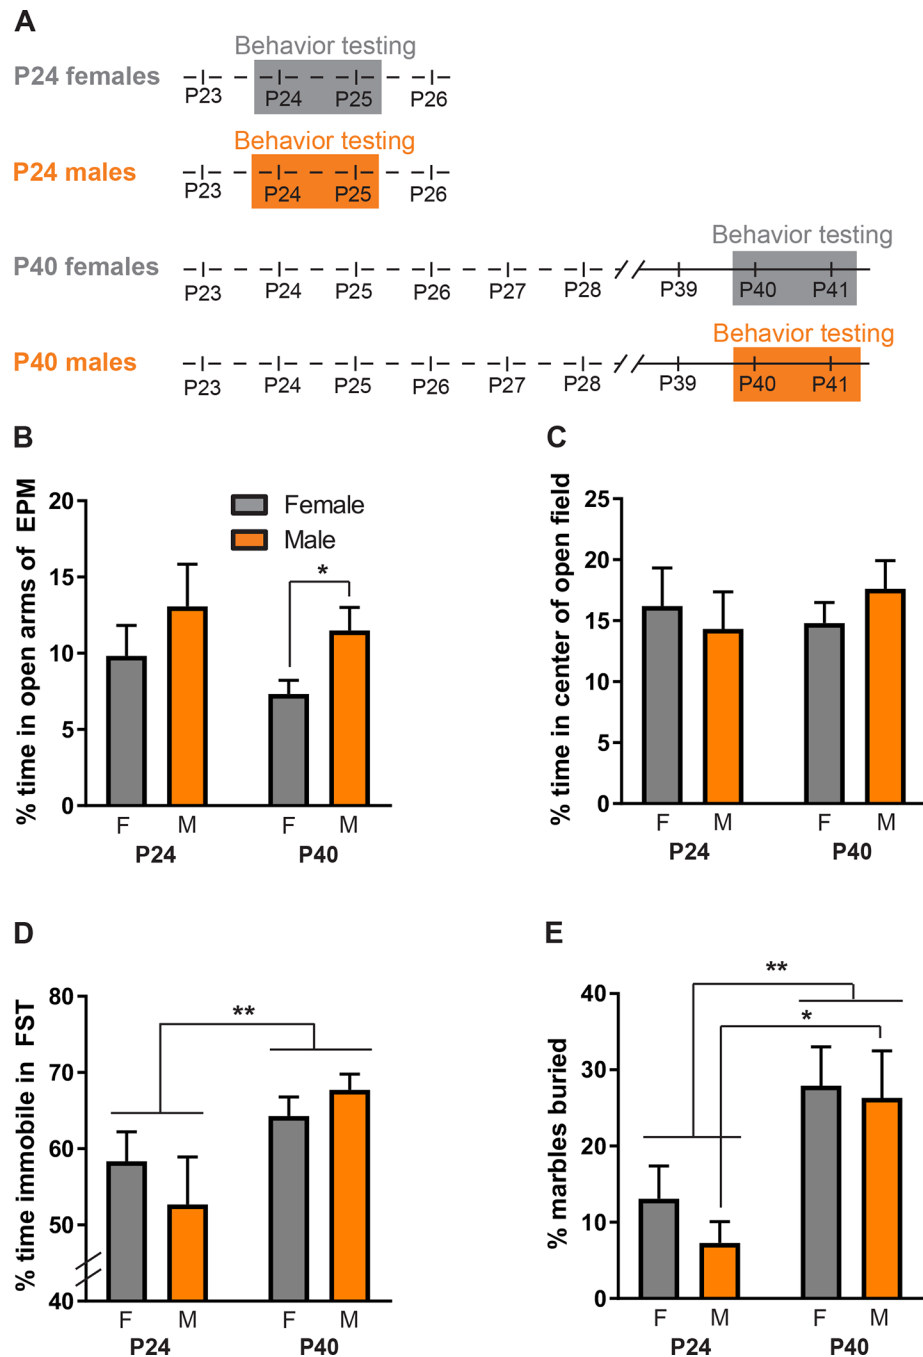 A
Behavior testing
P24 females
P23 P24 P25 P26
Behavior testing
P24 males
P23 P24 P25 P26
Behavior testing
P40 females
P23 P24 P25 P26 P27 P28 P39 P40 P41
Behavior testing
P40 males
P23 P24 P25 P26 P27 P28 P39 P40 P41
B
% time in open arms of EPM
20
15
10
5
0
Female
Male
*
F M F M
P24 P40
C
% time in center of open field
25
20
15
10
5
0
F M F M
P24 P40
D
% time immobile in FST
80
70
60
50
40
**
F M F M
P24 P40
E
% marbles buried
40
30
20
10
0
**
*
F M F M
P24 P40